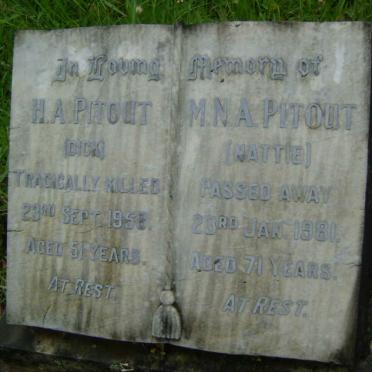 In Loving Memory of
H.A. PITOUT
(DICK)
TRAGICALLY KILLED
23RD SEPT. 1958.
AGED 51 YEARS.
AT REST.
M.N.A. PITOUT
(NATTIE)
PASSED AWAY
23RD JAN. 1981.
AGED 71 YEARS.
AT REST.